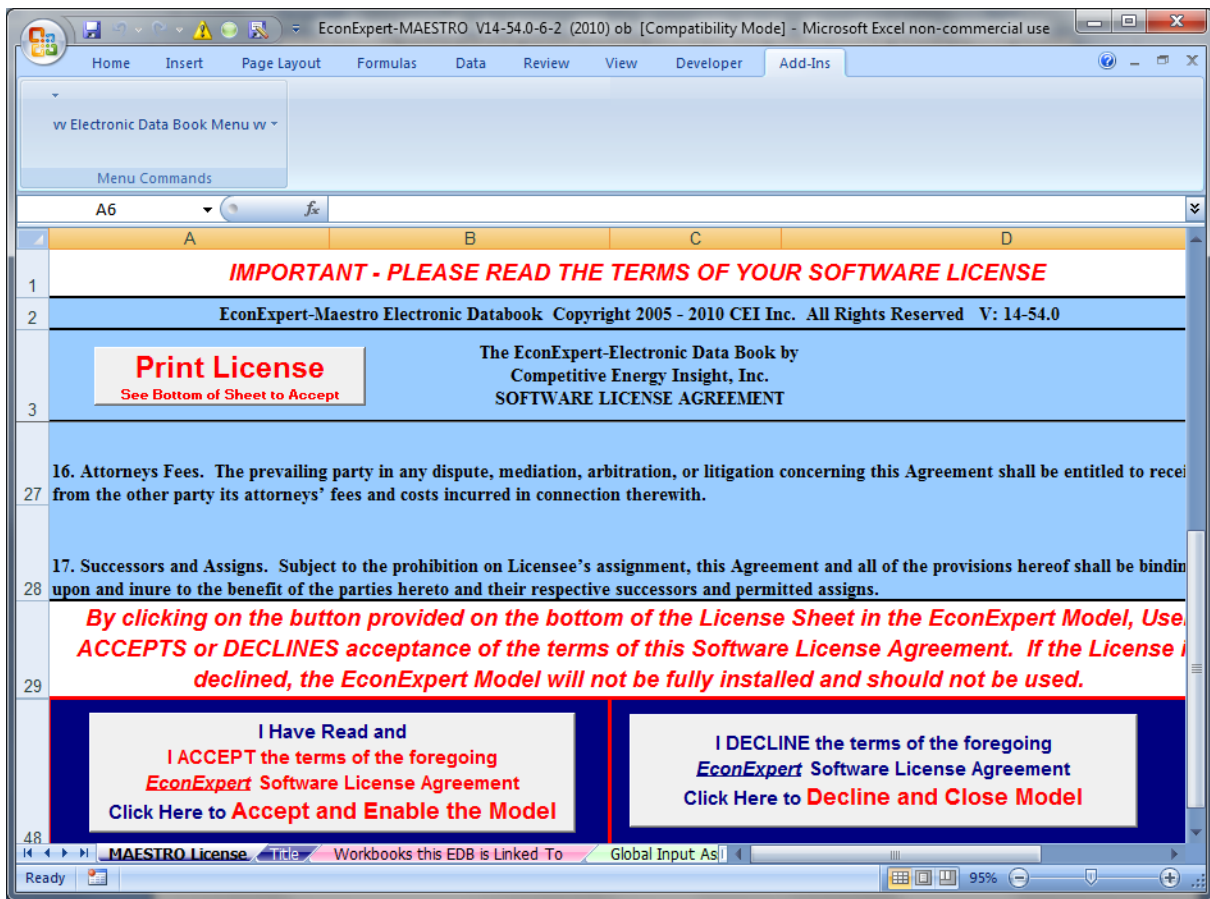 EconExpert-MAESTRO V14-54.0-6-2 (2010) ob [Compatibility Mode] - Microsoft Excel non-commercial use
Home Insert Page Layout Formulas Data Review View Developer Add-Ins
vv Electronic Data Book Menu vv
Menu Commands
A6 fx
A B C D
1 IMPORTANT - PLEASE READ THE TERMS OF YOUR SOFTWARE LICENSE
2 EconExpert-Maestro Electronic Databook Copyright 2005 - 2010 CEI Inc. All Rights Reserved V: 14-54.0
Print License
See Bottom of Sheet to Accept
The EconExpert-Electronic Data Book by
Competitive Energy Insight, Inc.
SOFTWARE LICENSE AGREEMENT
3
16. Attorneys Fees. The prevailing party in any dispute, mediation, arbitration, or litigation concerning this Agreement shall be entitled to recei
27 from the other party its attorneys' fees and costs incurred in connection therewith.
17. Successors and Assigns. Subject to the prohibition on Licensee's assignment, this Agreement and all of the provisions hereof shall be bindin
28 upon and inure to the benefit of the parties hereto and their respective successors and permitted assigns.
By clicking on the button provided on the bottom of the License Sheet in the EconExpert Model, Use
ACCEPTS or DECLINES acceptance of the terms of this Software License Agreement. If the License i
29 declined, the EconExpert Model will not be fully installed and should not be used.
I Have Read and
I ACCEPT the terms of the foregoing
EconExpert Software License Agreement
Click Here to Accept and Enable the Model
I DECLINE the terms of the foregoing
EconExpert Software License Agreement
Click Here to Decline and Close Model
48
MAESTRO License Title Workbooks this EDB is Linked To Global Input As
Ready 95%